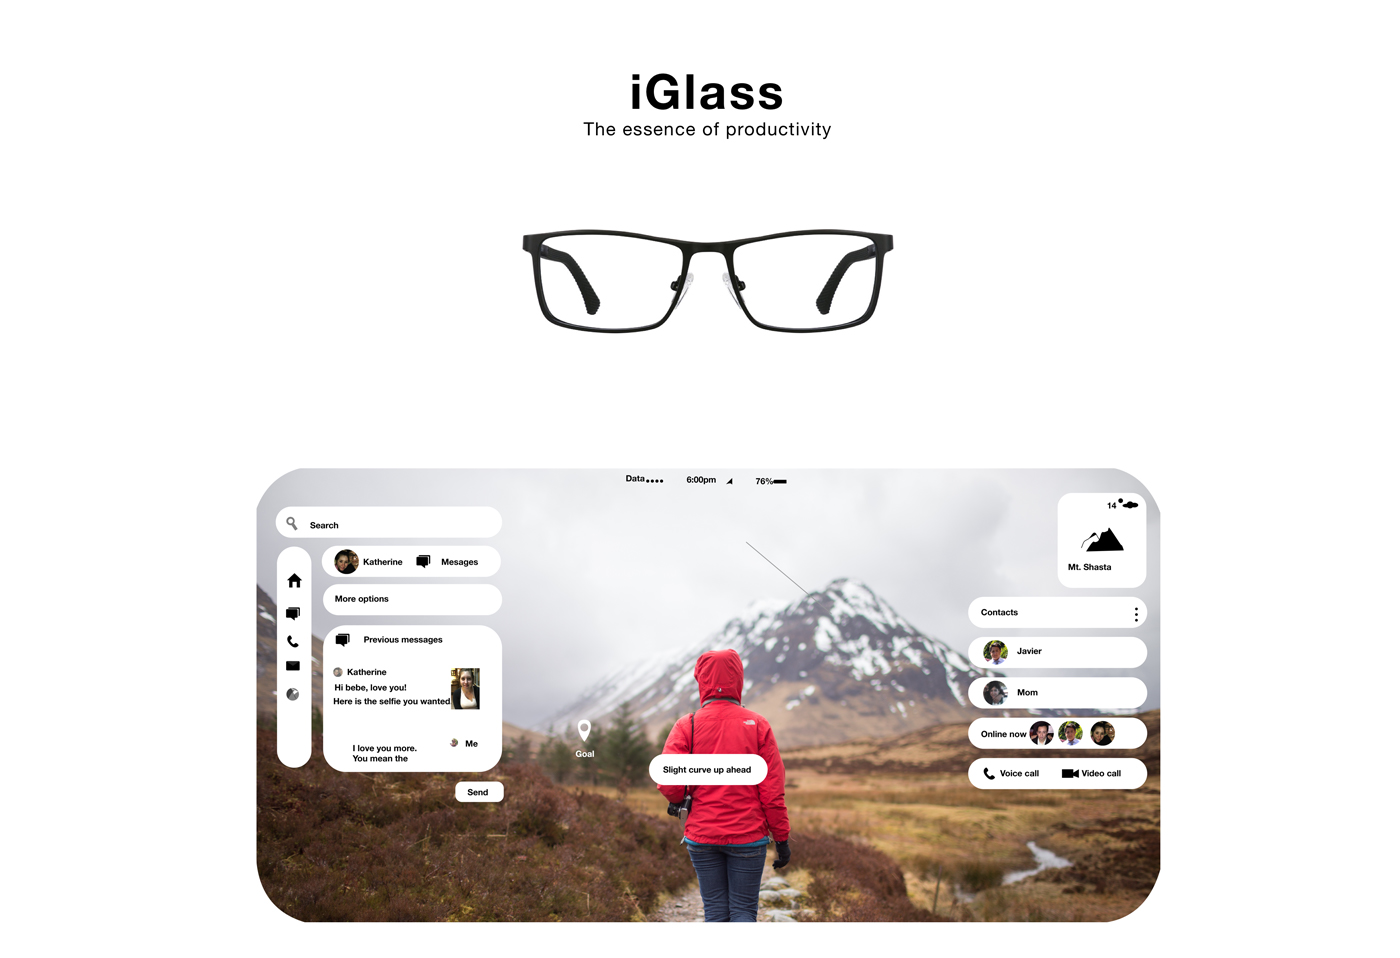 iGlass
The essence of productivity
Data
6:00pm
76%
Search
Katherine
Mesages
More options
Previous messages
Katherine
Hi bebe, love you!
Here is the selfie you wanted
Me
I love you more.
You mean the
Send
Goal
Slight curve up ahead
14
Mt. Shasta
Contacts
Javier
Mom
Online now
Voice call
Video call